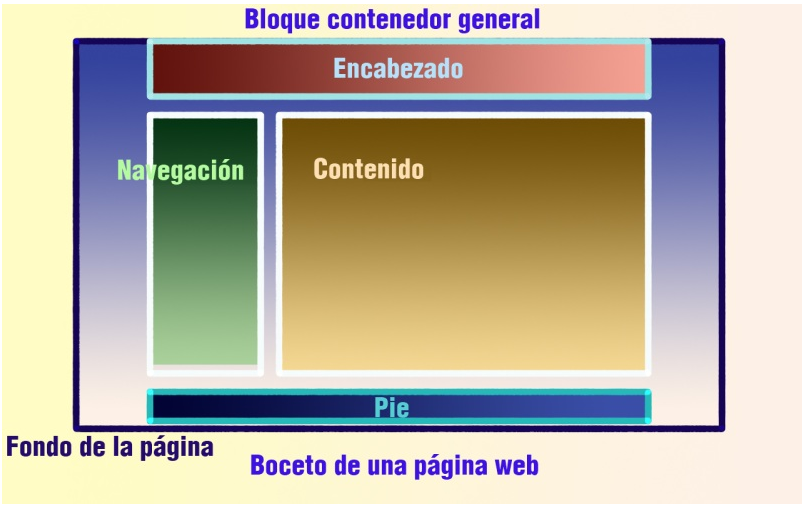 Bloque contenedor general
Encabezado
Navegación
Contenido
Pie
Fondo de la página
Boceto de una página web